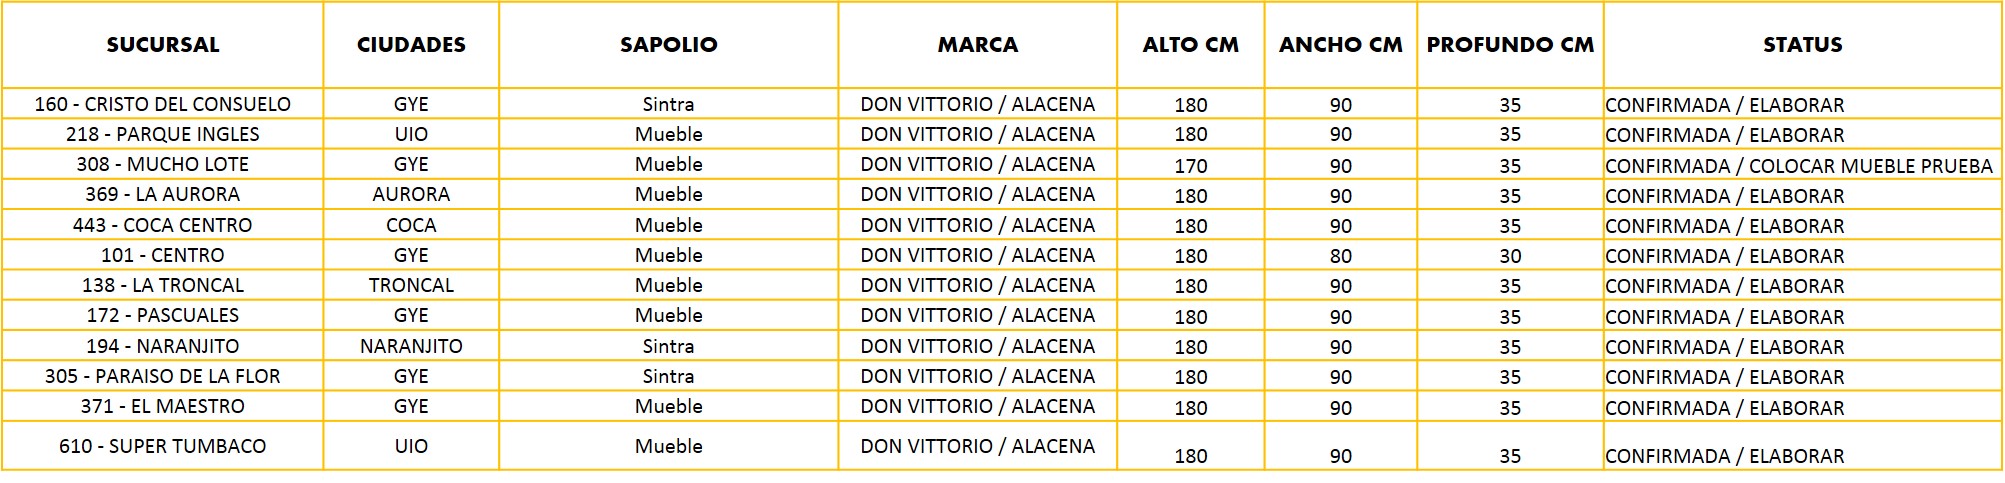 SUCURSAL CIUDADES SAPOLIO MARCA ALTO CM ANCHO CM PROFUNDO CM STATUS
160 - CRISTO DEL CONSUELO GYE Sintra DON VITTORIO / ALACENA 180 90 35 CONFIRMADA / ELABORAR
218 - PARQUE INGLES UIO Mueble DON VITTORIO / ALACENA 180 90 35 CONFIRMADA / ELABORAR
308 - MUCHO LOTE GYE Mueble DON VITTORIO / ALACENA 170 90 35 CONFIRMADA / COLOCAR MUEBLE PRUEBA
369 - LA AURORA AURORA Mueble DON VITTORIO / ALACENA 180 90 35 CONFIRMADA / ELABORAR
443 - COCA CENTRO COCA Mueble DON VITTORIO / ALACENA 180 90 35 CONFIRMADA / ELABORAR
101 - CENTRO GYE Mueble DON VITTORIO / ALACENA 180 80 30 CONFIRMADA / ELABORAR
138 - LA TRONCAL TRONCAL Mueble DON VITTORIO / ALACENA 180 90 35 CONFIRMADA / ELABORAR
172 - PASCUALES GYE Mueble DON VITTORIO / ALACENA 180 90 35 CONFIRMADA / ELABORAR
194 - NARANJITO NARANJITO Sintra DON VITTORIO / ALACENA 180 90 35 CONFIRMADA / ELABORAR
305 - PARAISO DE LA FLOR GYE Sintra DON VITTORIO / ALACENA 180 90 35 CONFIRMADA / ELABORAR
371 - EL MAESTRO GYE Mueble DON VITTORIO / ALACENA 180 90 35 CONFIRMADA / ELABORAR
610 - SUPER TUMBACO UIO Mueble DON VITTORIO / ALACENA 180 90 35 CONFIRMADA / ELABORAR